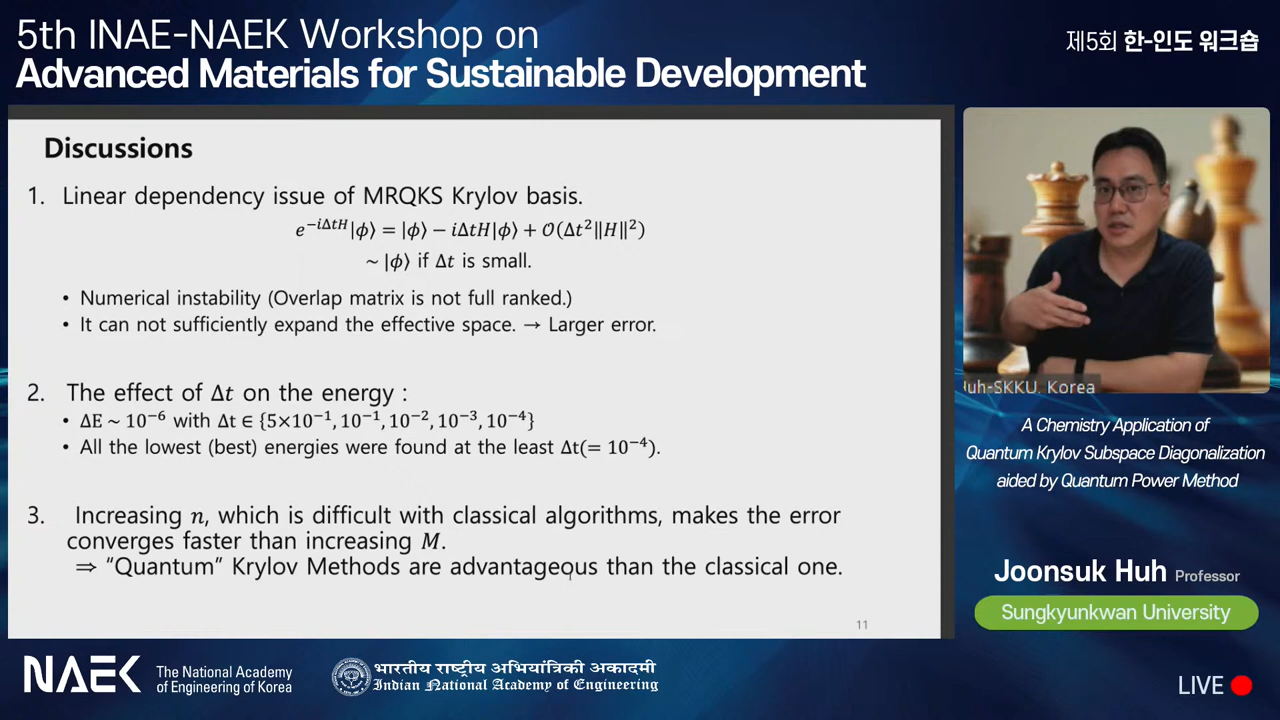 5th INAE-NAEK Workshop on
Advanced Materials for Sustainable Development
제5회 한-인도 워크숍
Discussions
1. Linear dependency issue of MRQKS Krylov basis.
e^{-iΔtH}|ϕ⟩ = |ϕ⟩ − iΔtH|ϕ⟩ + 𝒪(Δt²‖H‖²)
~ |ϕ⟩ if Δt is small.
• Numerical instability (Overlap matrix is not full ranked.)
• It can not sufficiently expand the effective space. → Larger error.
2. The effect of Δt on the energy :
• ΔE ~ 10⁻⁶ with Δt ∈ {5×10⁻¹, 10⁻¹, 10⁻², 10⁻³, 10⁻⁴}
• All the lowest (best) energies were found at the least Δt(= 10⁻⁴).
3. Increasing n, which is difficult with classical algorithms, makes the error
converges faster than increasing M.
⇒ “Quantum” Krylov Methods are advantageous than the classical one.
11
Huh-SKKU, Korea
A Chemistry Application of
Quantum Krylov Subspace Diagonalization
aided by Quantum Power Method
Joonsuk Huh Professor
Sungkyunkwan University
NAEK
The National Academy
of Engineering of Korea
भारतीय राष्ट्रीय अभियांत्रिकी अकादमी
Indian National Academy of Engineering
LIVE